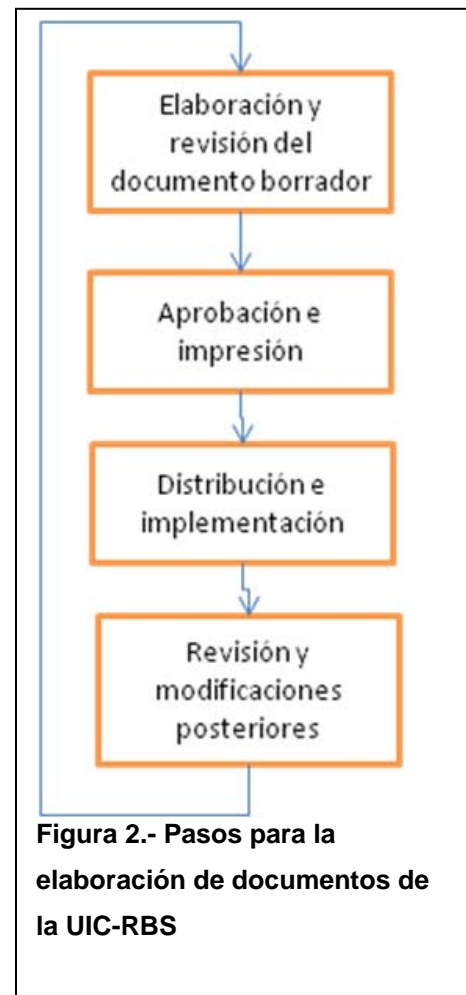 Elaboración y
revisión del
documento borrador
Aprobación e
impresión
Distribución e
implementación
Revisión y
modificaciones
posteriores
Figura 2.- Pasos para la
elaboración de documentos de
la UIC-RBS